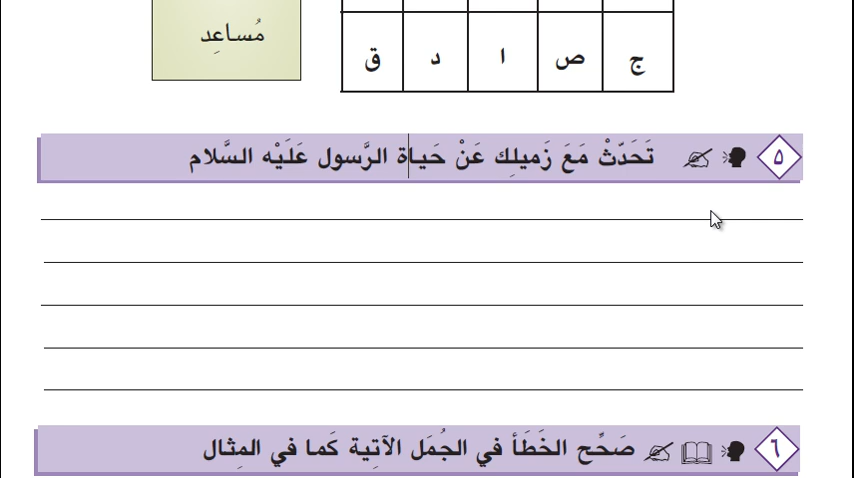 مُساعِد
ج ص ا د ق
٥ تَحَدّثْ مَعَ زَميلِك عَنْ حَياة الرَّسول عَلَيْه السَّلام
٦ صَحِّح الخَطَأ في الجُمَل الآتِية كَما في المِثال